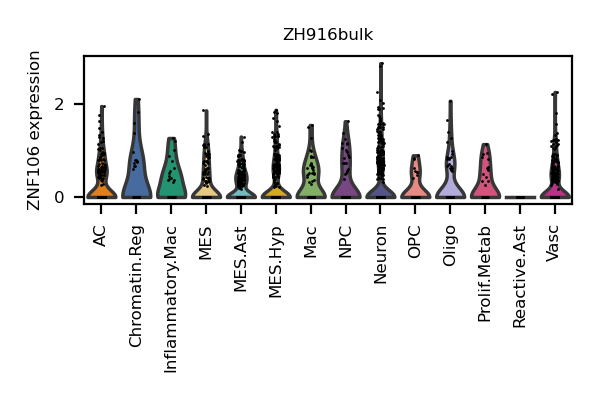 ZH916bulk
ZNF106 expression
2
0
AC
Chromatin.Reg
Inflammatory.Mac
MES
MES.Ast
MES.Hyp
Mac
NPC
Neuron
OPC
Oligo
Prolif.Metab
Reactive.Ast
Vasc